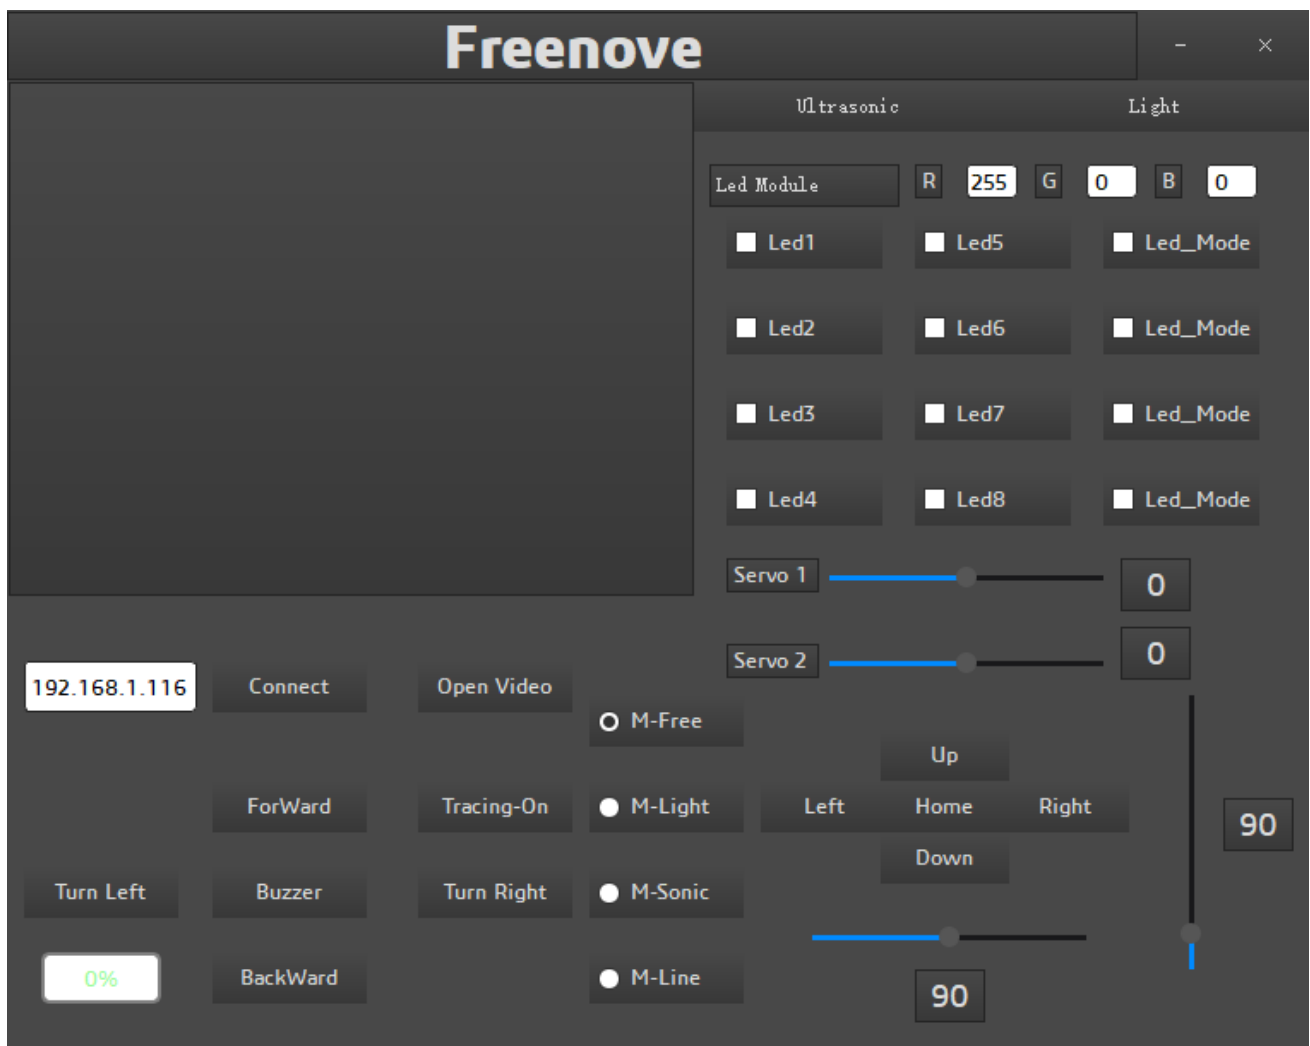 Freenove
Ultrasonic Light
Led Module R 255 G 0 B 0
Led1 Led5 Led_Mode
Led2 Led6 Led_Mode
Led3 Led7 Led_Mode
Led4 Led8 Led_Mode
Servo 1 0
Servo 2 0
192.168.1.116 Connect Open Video
M-Free
Up
ForWard Tracing-On M-Light Left Home Right
90
Down
Turn Left Buzzer Turn Right M-Sonic
0% BackWard M-Line
90